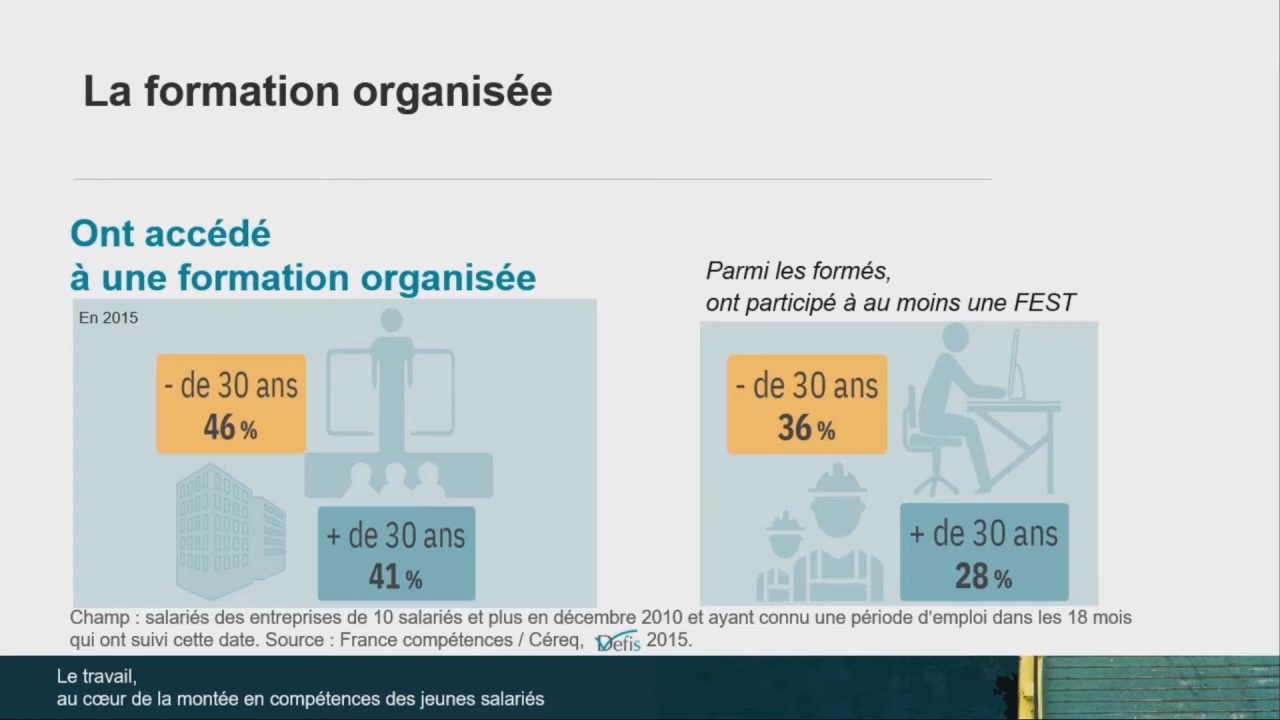 La formation organisée
Ont accédé
à une formation organisée
En 2015
- de 30 ans
46 %
+ de 30 ans
41 %
Parmi les formés,
ont participé à au moins une FEST
- de 30 ans
36 %
+ de 30 ans
28 %
Champ : salariés des entreprises de 10 salariés et plus en décembre 2010 et ayant connu une période d'emploi dans les 18 mois
qui ont suivi cette date. Source : France compétences / Céreq, Defis 2015.
Le travail,
au cœur de la montée en compétences des jeunes salariés